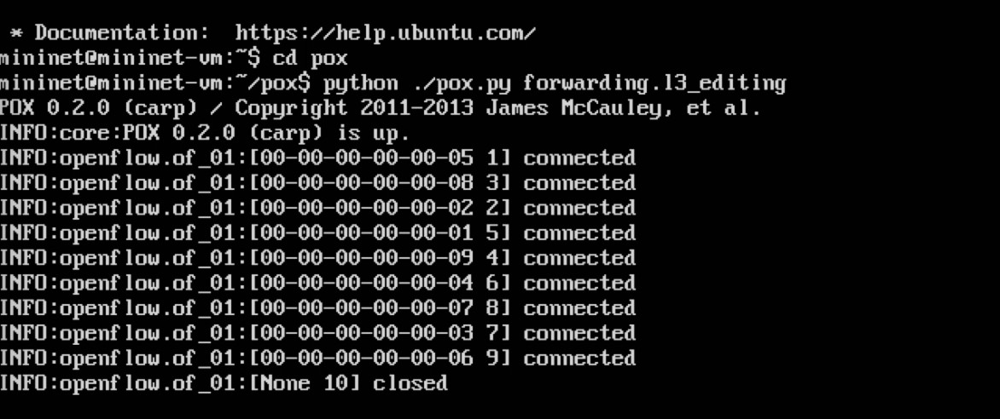 * Documentation:  https://help.ubuntu.com/
mininet@mininet-vm:~$ cd pox
mininet@mininet-vm:~/pox$ python ./pox.py forwarding.l3_editing
POX 0.2.0 (carp) / Copyright 2011-2013 James McCauley, et al.
INFO:core:POX 0.2.0 (carp) is up.
INFO:openflow.of_01:[00-00-00-00-00-05 1] connected
INFO:openflow.of_01:[00-00-00-00-00-08 3] connected
INFO:openflow.of_01:[00-00-00-00-00-02 2] connected
INFO:openflow.of_01:[00-00-00-00-00-01 5] connected
INFO:openflow.of_01:[00-00-00-00-00-09 4] connected
INFO:openflow.of_01:[00-00-00-00-00-04 6] connected
INFO:openflow.of_01:[00-00-00-00-00-07 8] connected
INFO:openflow.of_01:[00-00-00-00-00-03 7] connected
INFO:openflow.of_01:[00-00-00-00-00-06 9] connected
INFO:openflow.of_01:[None 10] closed